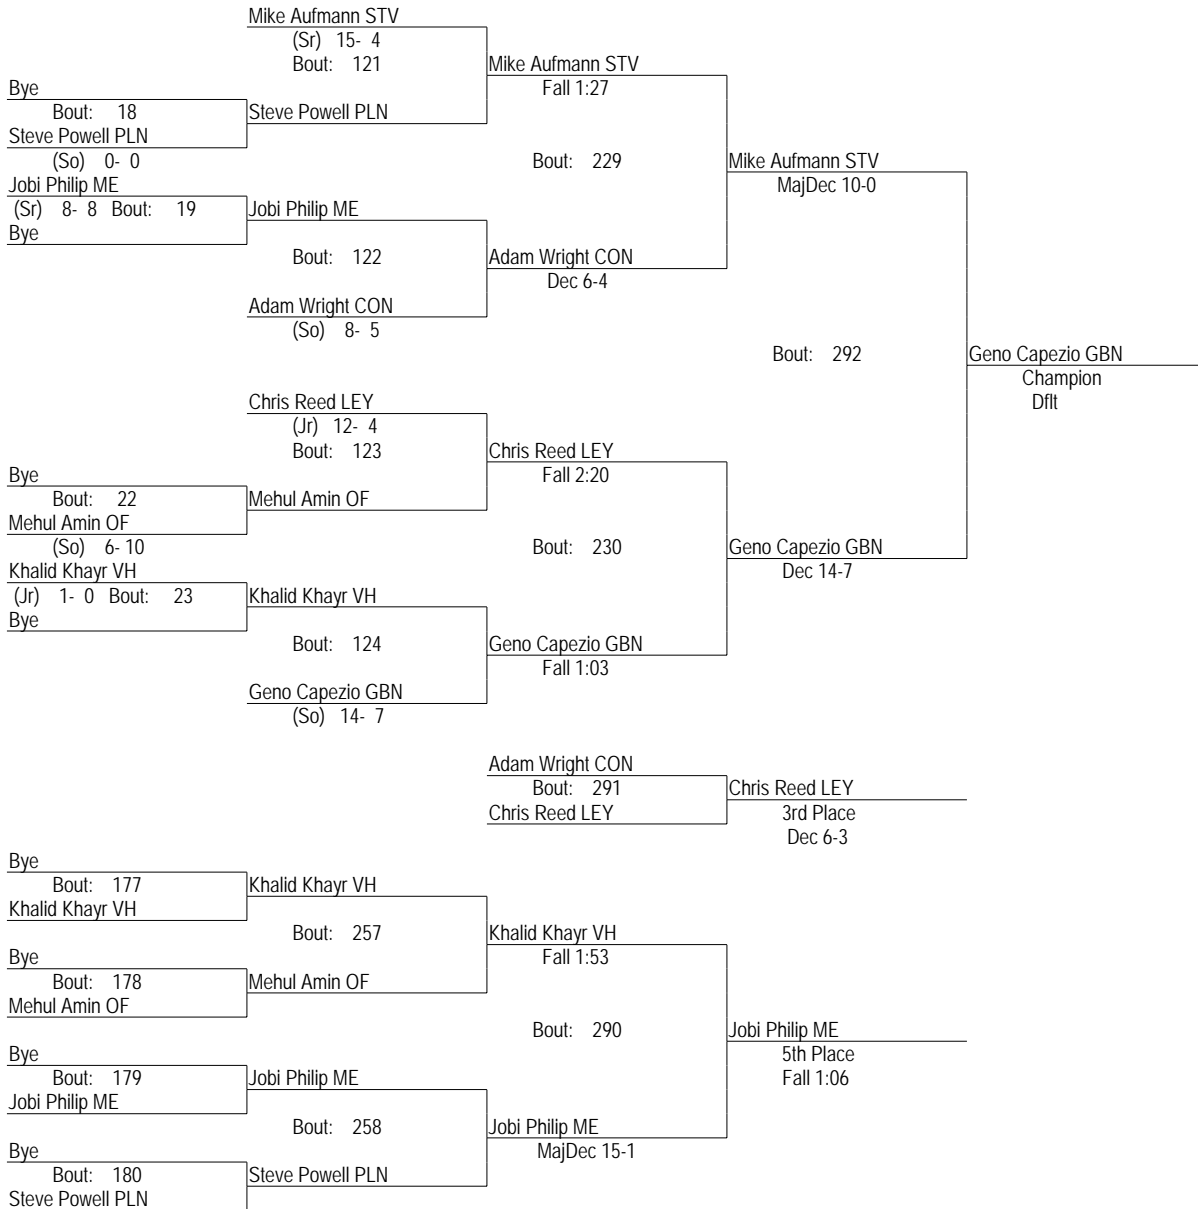 Mike Aufmann STV
(Sr) 15- 4
Bout: 121
Mike Aufmann STV
Fall 1:27
Bye
Bout: 18
Steve Powell PLN
Steve Powell PLN
(So) 0- 0
Bout: 229
Mike Aufmann STV
MajDec 10-0
Jobi Philip ME
(Sr) 8- 8 Bout: 19
Jobi Philip ME
Bye
Bout: 122
Adam Wright CON
Dec 6-4
Adam Wright CON
(So) 8- 5
Bout: 292
Geno Capezio GBN
Champion
Dflt
Chris Reed LEY
(Jr) 12- 4
Bout: 123
Chris Reed LEY
Fall 2:20
Bye
Bout: 22
Mehul Amin OF
Mehul Amin OF
(So) 6- 10
Bout: 230
Geno Capezio GBN
Dec 14-7
Khalid Khayr VH
(Jr) 1- 0 Bout: 23
Khalid Khayr VH
Bye
Bout: 124
Geno Capezio GBN
Fall 1:03
Geno Capezio GBN
(So) 14- 7
Adam Wright CON
Bout: 291
Chris Reed LEY
Chris Reed LEY
3rd Place
Dec 6-3
Bye
Bout: 177
Khalid Khayr VH
Khalid Khayr VH
Bout: 257
Khalid Khayr VH
Fall 1:53
Bye
Bout: 178
Mehul Amin OF
Mehul Amin OF
Bout: 290
Jobi Philip ME
5th Place
Fall 1:06
Bye
Bout: 179
Jobi Philip ME
Jobi Philip ME
Bout: 258
Jobi Philip ME
MajDec 15-1
Bye
Bout: 180
Steve Powell PLN
Steve Powell PLN